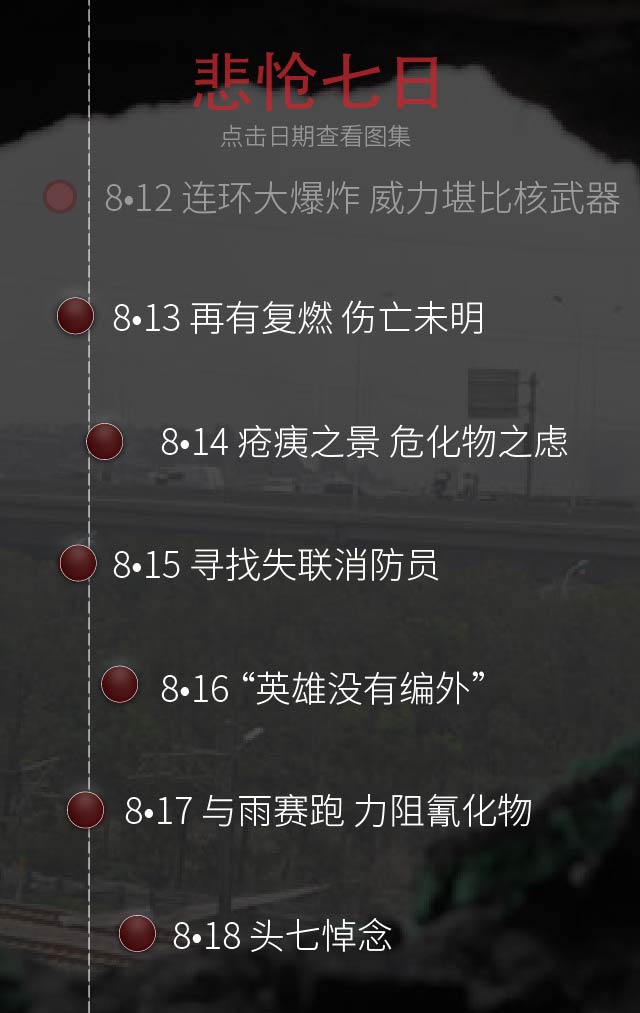 悲怆七日
点击日期查看图集
8•12 连环大爆炸 威力堪比核武器
8•13 再有复燃 伤亡未明
8•14 疮痍之景 危化物之虑
8•15 寻找失联消防员
8•16 “英雄没有编外”
8•17 与雨赛跑 力阻氰化物
8•18 头七悼念